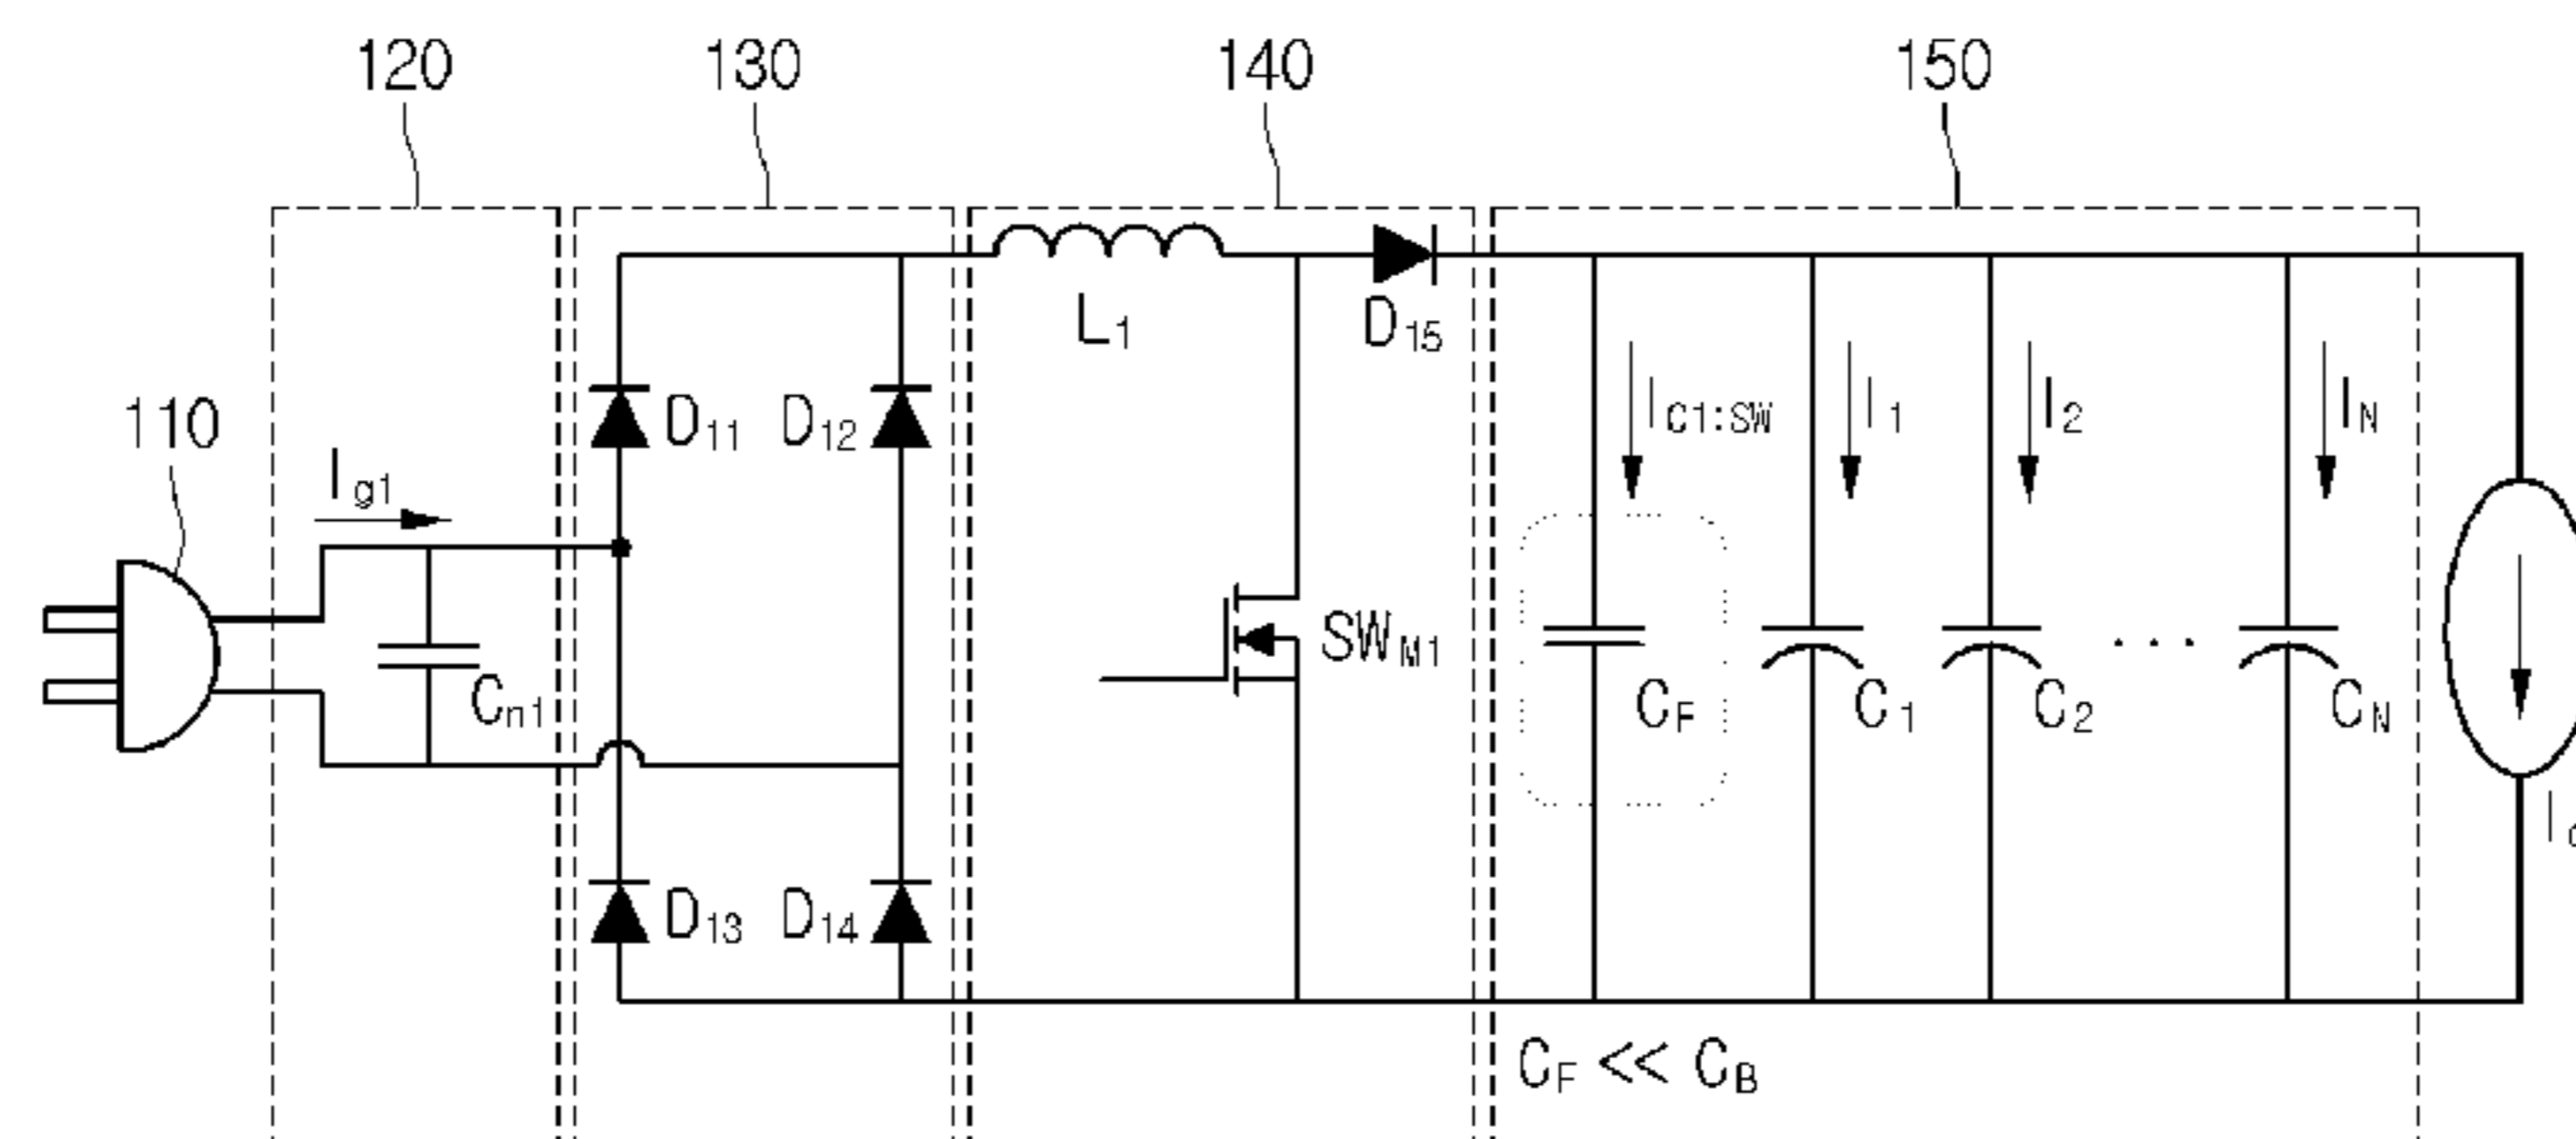 120 130 140 150
L1 D15
110 Ig1 D11 D12 IC1:SW I1 I2 IN
SWM1
Cn1 CF C1 C2 ... CN
D13 D14
CF << CB